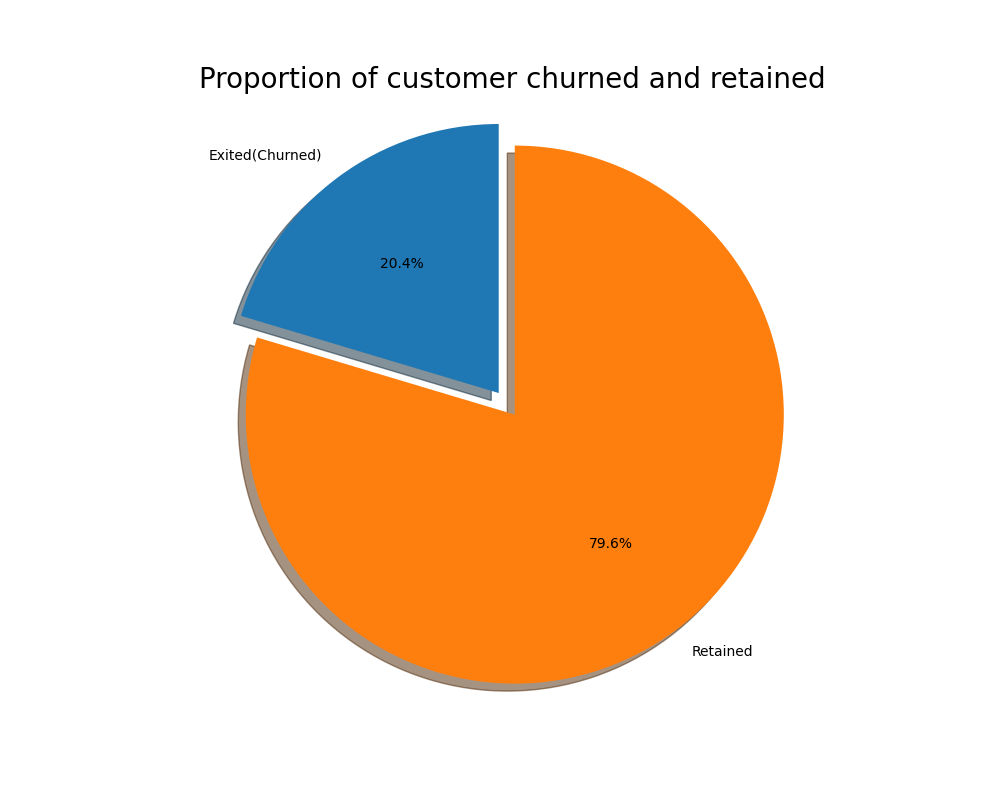 Proportion of customer churned and retained
Exited(Churned)
20.4%
79.6%
Retained